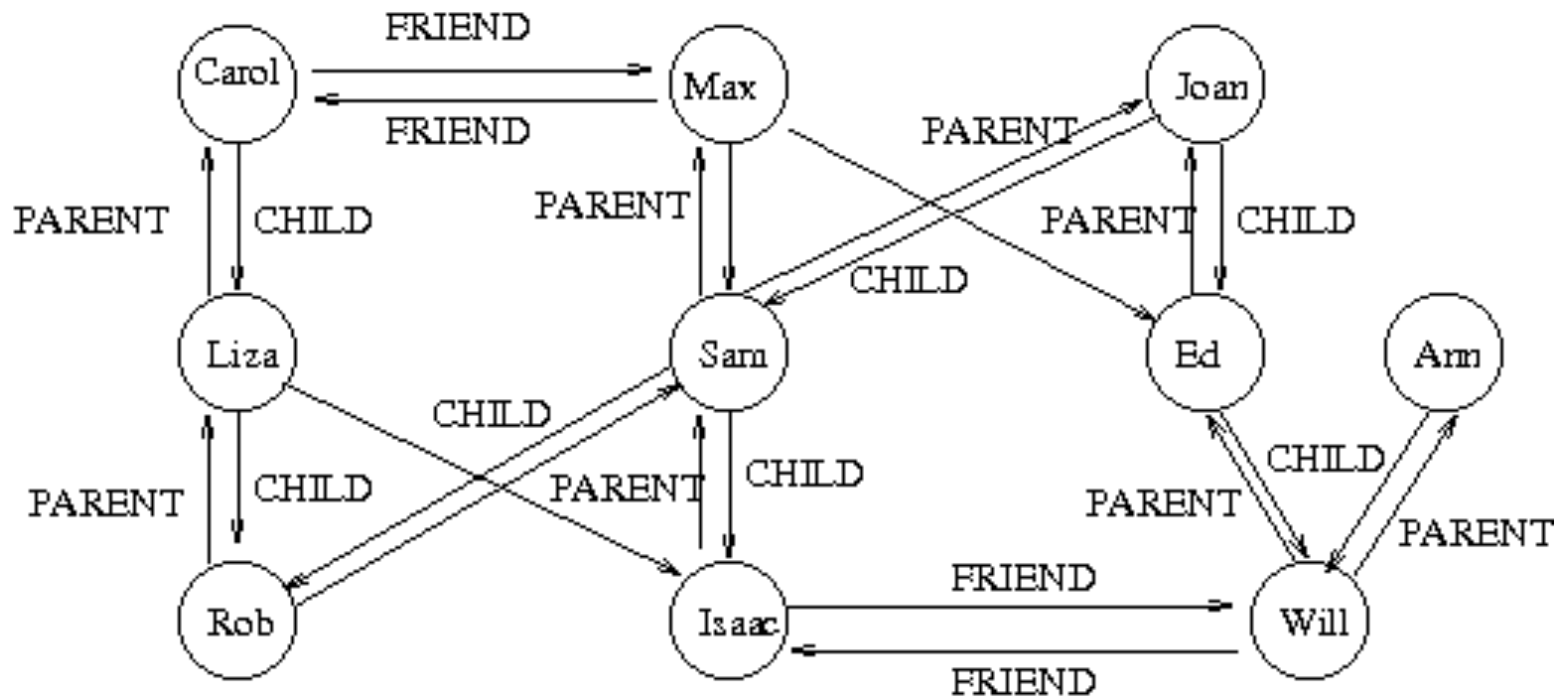 FRIEND
Carol
Max
Joan
FRIEND
PARENT
PARENT
CHILD
PARENT
PARENT
CHILD
CHILD
Liza
Sam
Ed
Ann
CHILD
PARENT
CHILD
PARENT
CHILD
CHILD
PARENT
PARENT
FRIEND
Rob
Isaac
Will
FRIEND